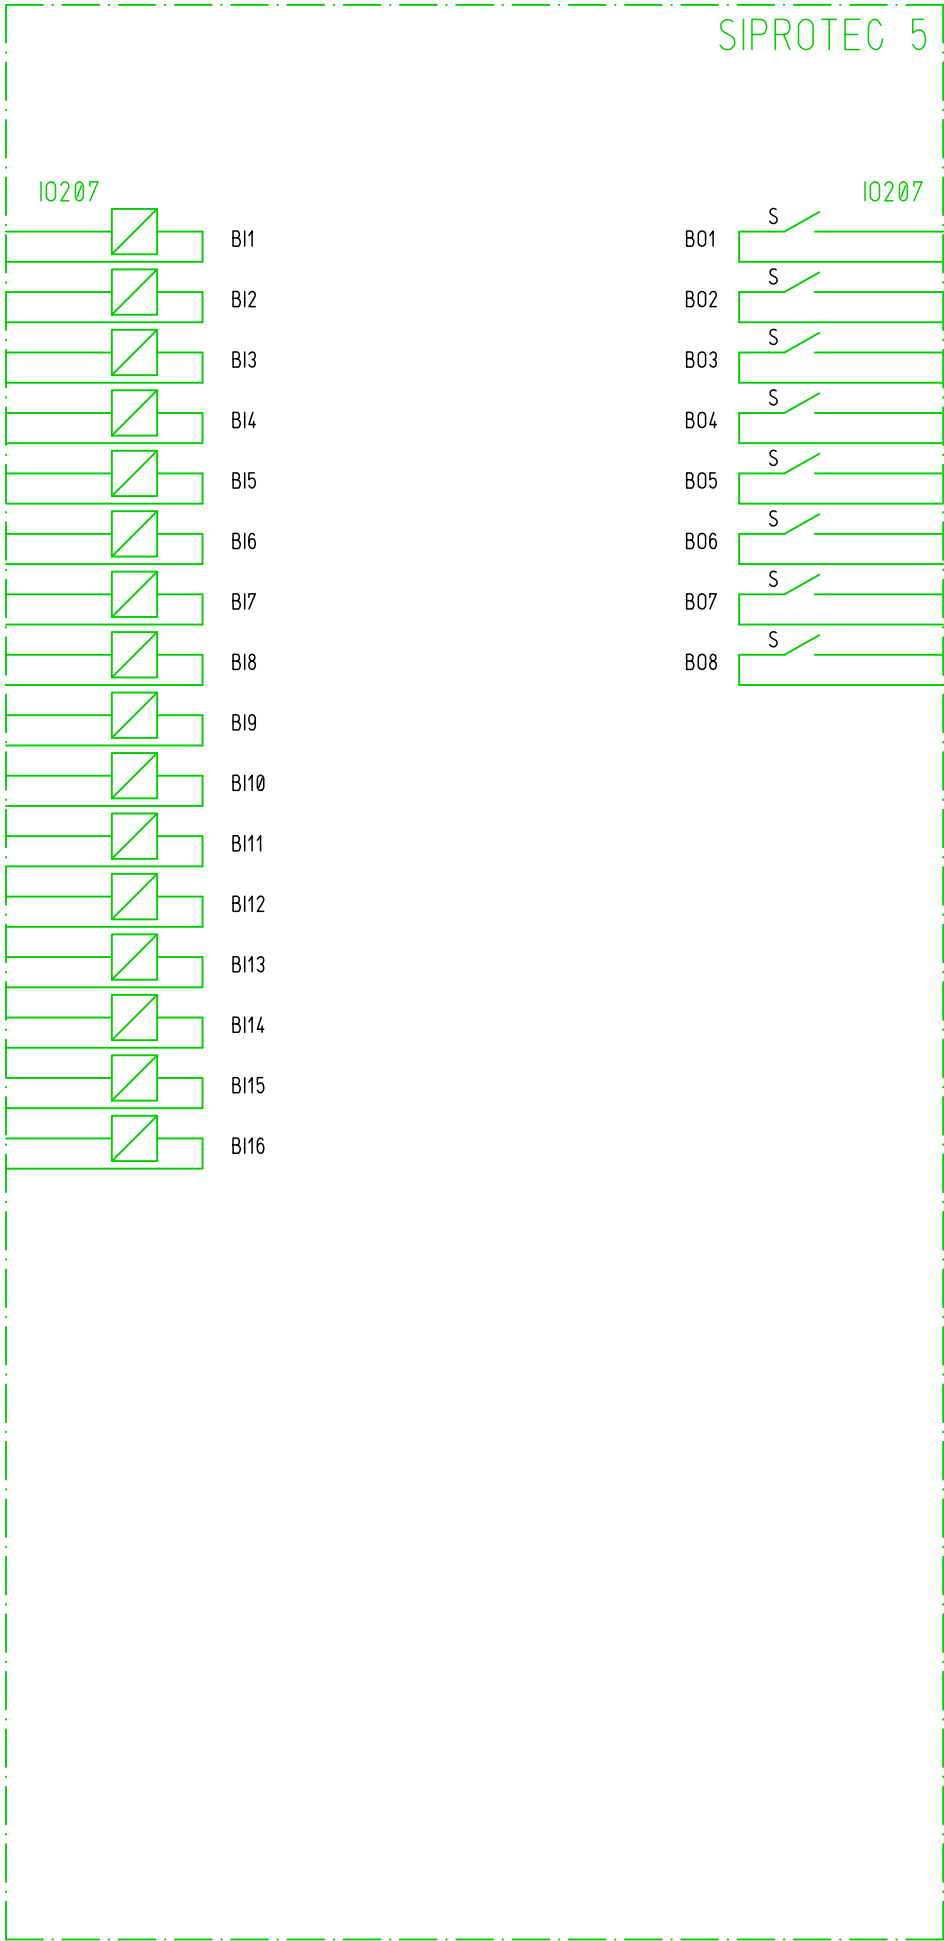 SIPROTEC 5
IO207 IO207
S
BI1 BO1
S
BI2 BO2
S
BI3 BO3
S
BI4 BO4
S
BI5 BO5
S
BI6 BO6
S
BI7 BO7
S
BI8 BO8
BI9
BI10
BI11
BI12
BI13
BI14
BI15
BI16